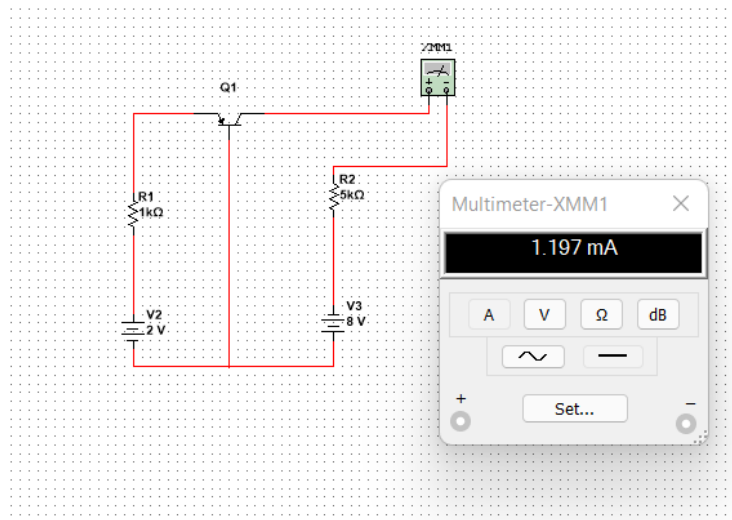 XMM1
Q1
R1
1kΩ
R2
5kΩ
V2
2 V
V3
8 V
Multimeter-XMM1
1.197 mA
A V Ω dB
+ −
Set...